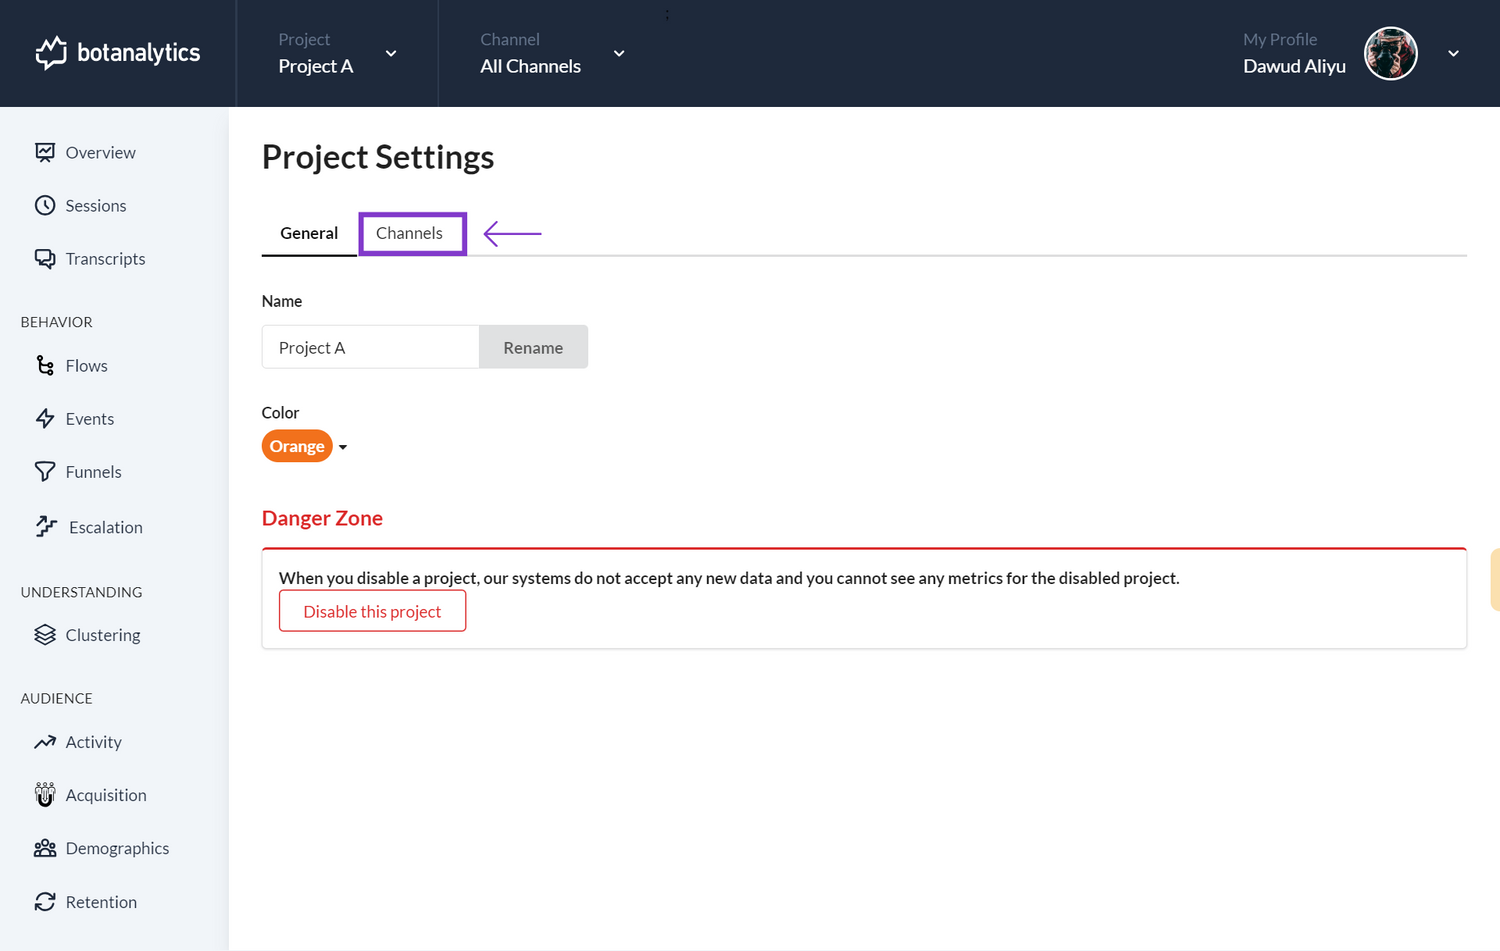 ;
botanalytics
Project
Project A
Channel
All Channels
My Profile
Dawud Aliyu
Overview
Sessions
Transcripts
BEHAVIOR
Flows
Events
Funnels
Escalation
UNDERSTANDING
Clustering
AUDIENCE
Activity
Acquisition
Demographics
Retention
Project Settings
General Channels
Name
Project A Rename
Color
Orange
Danger Zone
When you disable a project, our systems do not accept any new data and you cannot see any metrics for the disabled project.
Disable this project